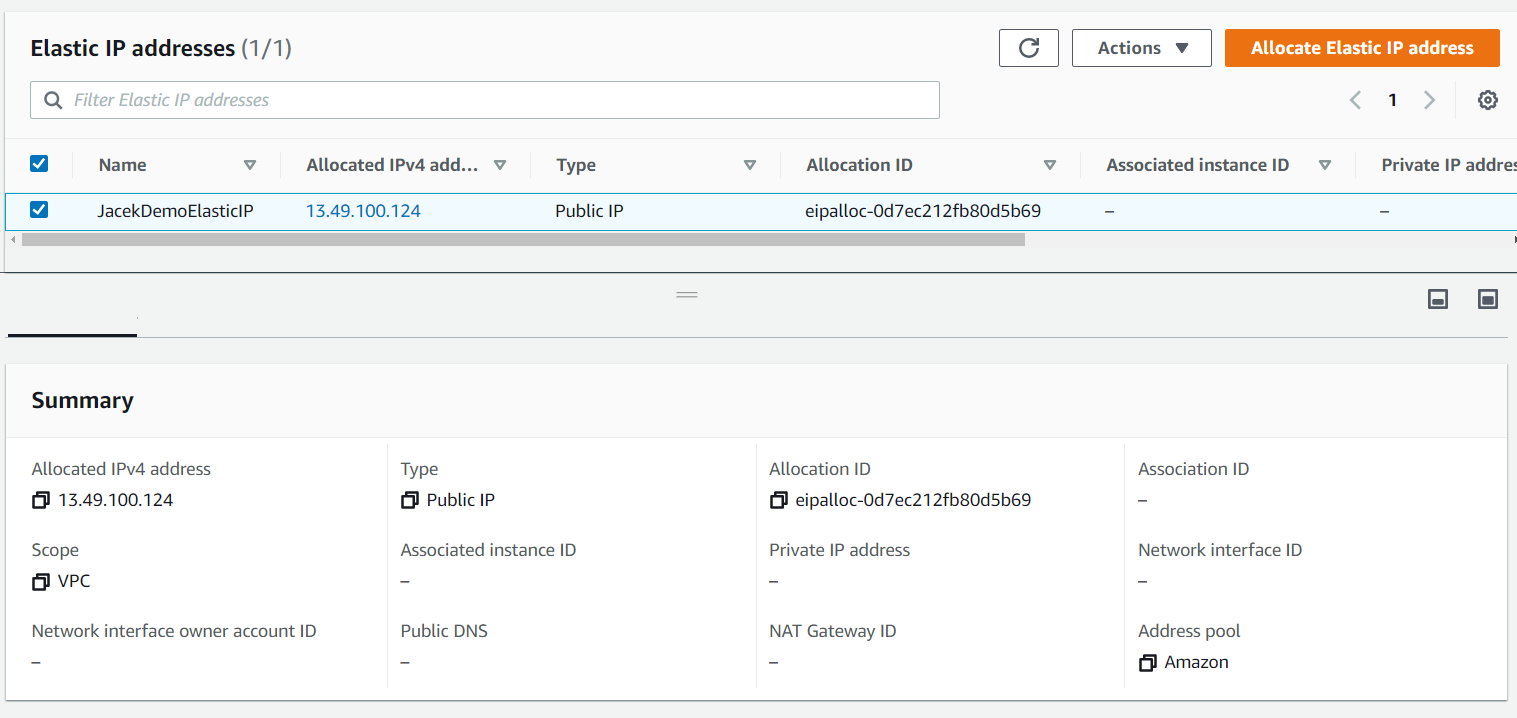 Elastic IP addresses (1/1)
Actions
Allocate Elastic IP address
Filter Elastic IP addresses
1
Name
Allocated IPv4 add...
Type
Allocation ID
Associated instance ID
Private IP addres
JacekDemoElasticIP
13.49.100.124
Public IP
eipalloc-0d7ec212fb80d5b69
–
–
Summary
Allocated IPv4 address
13.49.100.124
Type
Public IP
Allocation ID
eipalloc-0d7ec212fb80d5b69
Association ID
–
Scope
VPC
Associated instance ID
–
Private IP address
–
Network interface ID
–
Network interface owner account ID
–
Public DNS
–
NAT Gateway ID
–
Address pool
Amazon